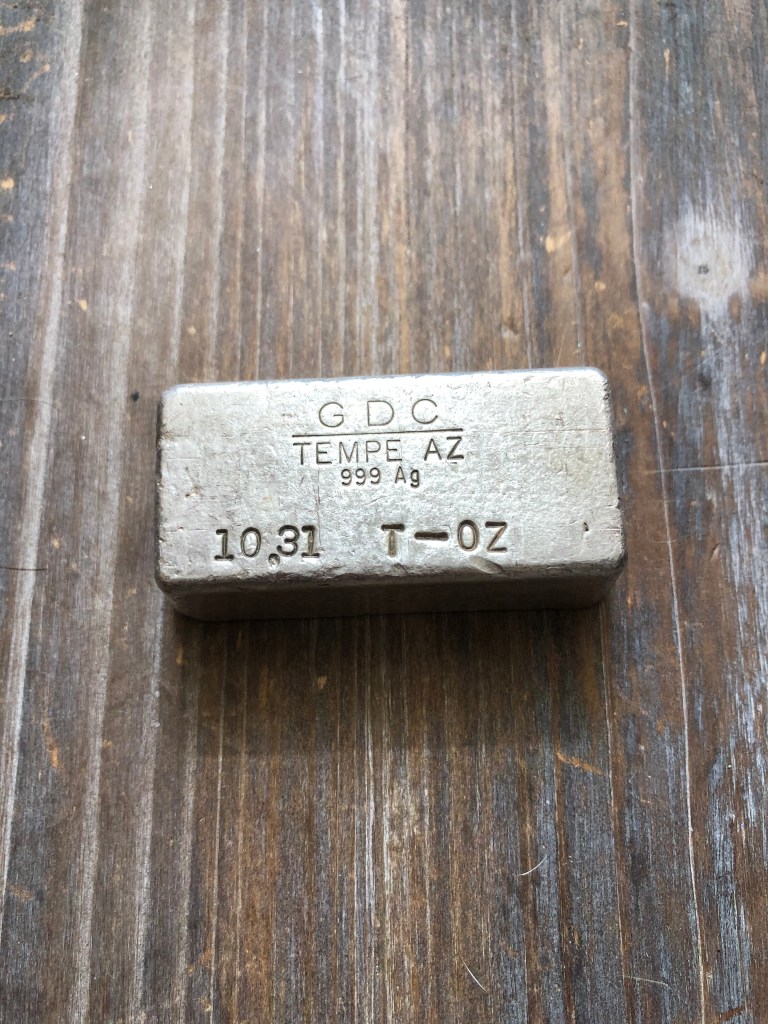 GDC
TEMPE AZ
999 Ag
10.31 T-OZ